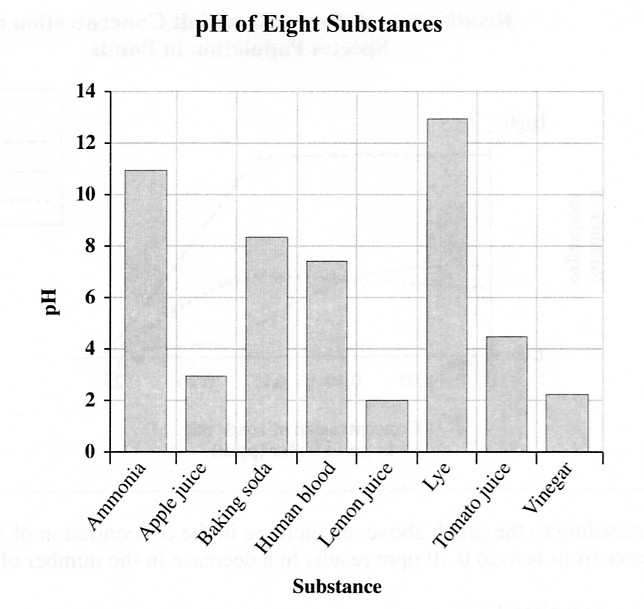 pH of Eight Substances
14
12
10
8
6
4
2
0
pH
Ammonia
Apple juice
Baking soda
Human blood
Lemon juice
Lye
Tomato juice
Vinegar
Substance